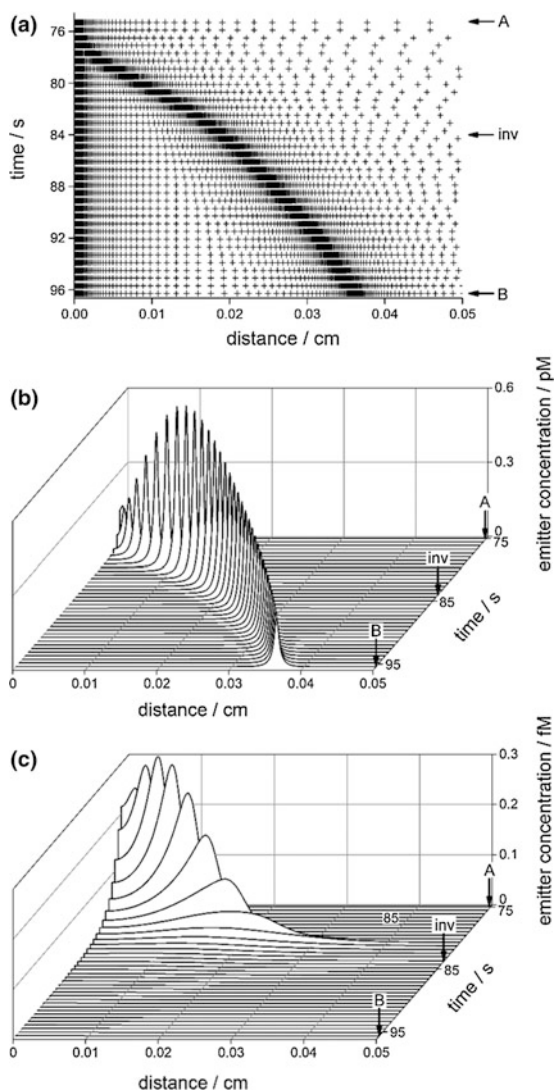 (a)
76
80
84
88
92
96
time / s
0.00 0.01 0.02 0.03 0.04 0.05
distance / cm
A
inv
B
(b)
0.6
0.3
0
emitter concentration / pM
A
75
inv
85
B
95
time / s
0 0.01 0.02 0.03 0.04 0.05
distance / cm
(c)
0.3
0.2
0.1
0
emitter concentration / fM
A
75
85
inv
85
B
95
time / s
0 0.01 0.02 0.03 0.04 0.05
distance / cm